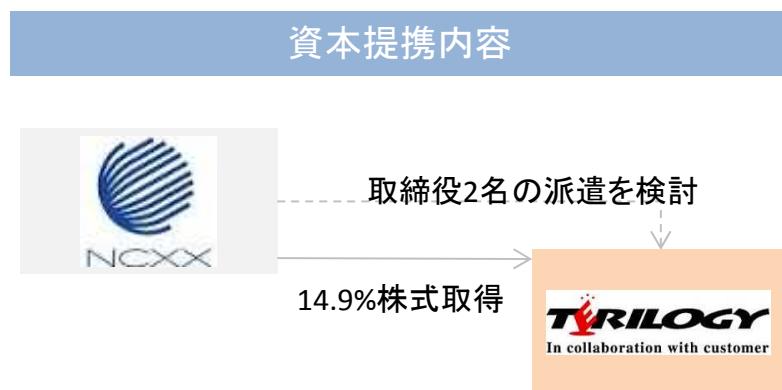 資本提携内容
NCXX
取締役2名の派遣を検討
14.9%株式取得
TERILOGY
In collaboration with customer